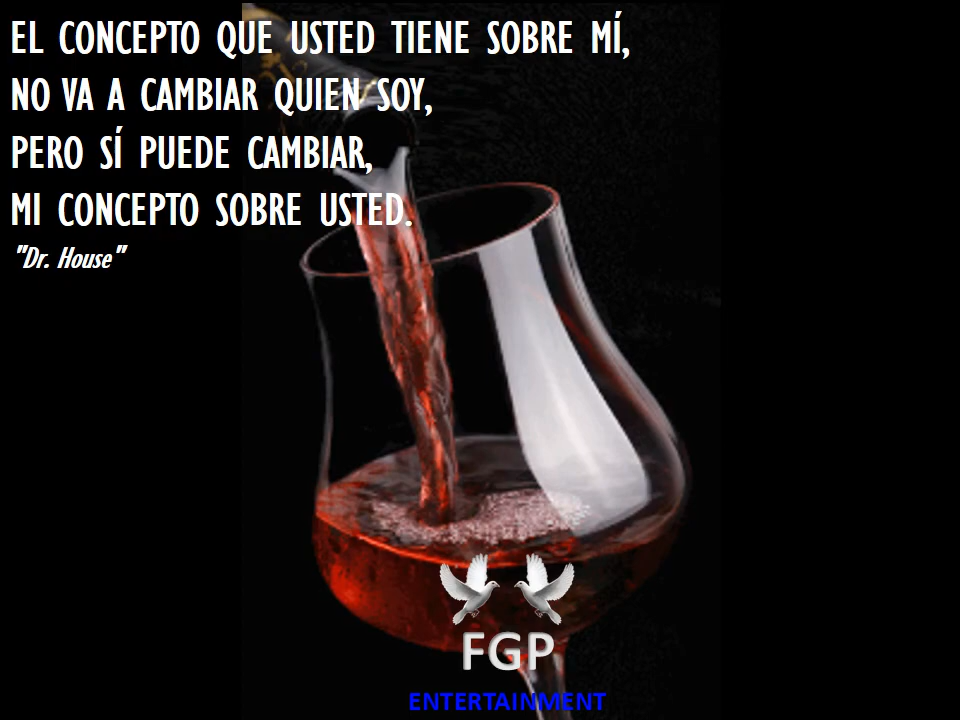 EL CONCEPTO QUE USTED TIENE SOBRE MÍ,
NO VA A CAMBIAR QUIEN SOY,
PERO SÍ PUEDE CAMBIAR,
MI CONCEPTO SOBRE USTED.
"Dr. House"
FGP
ENTERTAINMENT